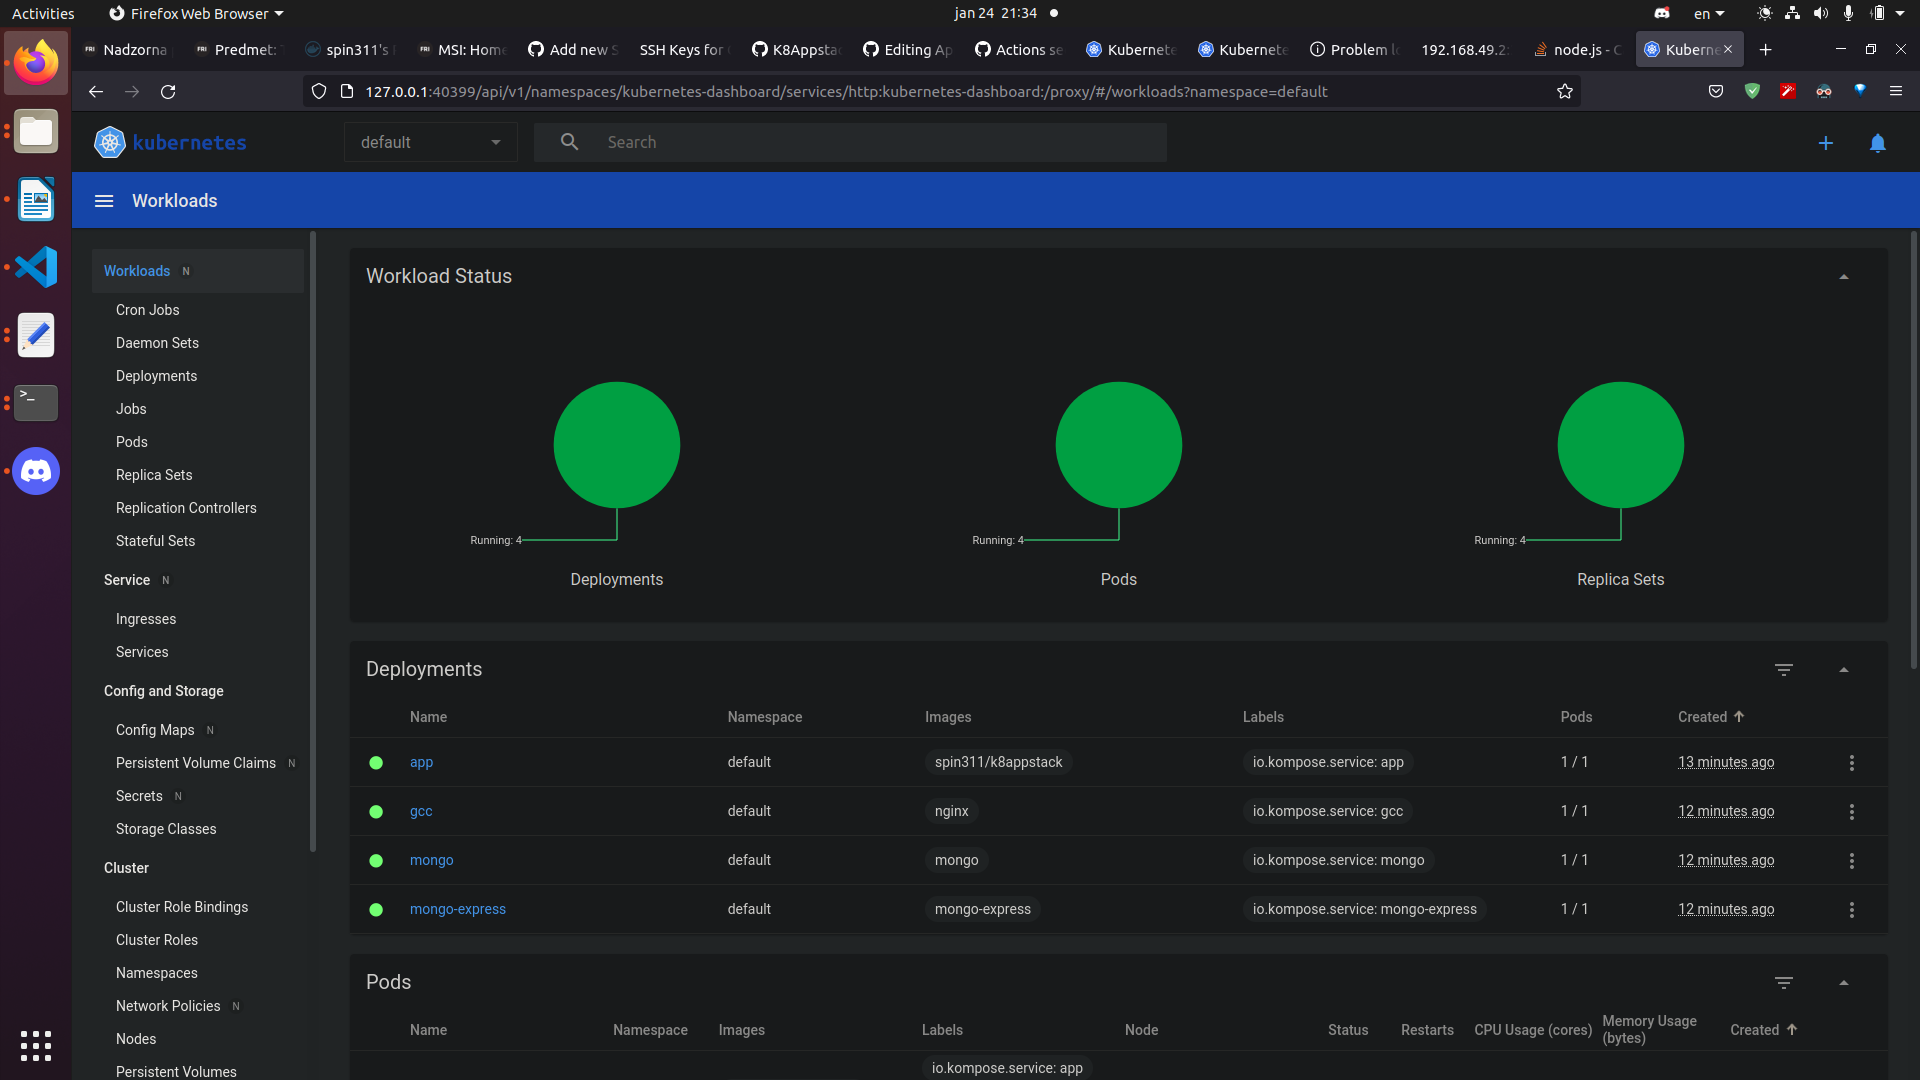 Activities Firefox Web Browser jan 24 21:34 en
Nadzorna Predmet: spin311's MSI: Home Add new S SSH Keys for K8Appsta Editing Ap Actions se Kubernete Kubernete Problem lo 192.168.49.2: node.js - C Kuberne
127.0.0.1:40399/api/v1/namespaces/kubernetes-dashboard/services/http:kubernetes-dashboard:/proxy/#/workloads?namespace=default
kubernetes default Search
Workloads
Workloads N
Cron Jobs
Daemon Sets
Deployments
Jobs
Pods
Replica Sets
Replication Controllers
Stateful Sets
Service N
Ingresses
Services
Config and Storage
Config Maps N
Persistent Volume Claims N
Secrets N
Storage Classes
Cluster
Cluster Role Bindings
Cluster Roles
Namespaces
Network Policies N
Nodes
Persistent Volumes
Workload Status
Running: 4 Running: 4 Running: 4
Deployments Pods Replica Sets
Deployments
Name Namespace Images Labels Pods Created
app default spin311/k8appstack io.kompose.service: app 1 / 1 13 minutes ago
gcc default nginx io.kompose.service: gcc 1 / 1 12 minutes ago
mongo default mongo io.kompose.service: mongo 1 / 1 12 minutes ago
mongo-express default mongo-express io.kompose.service: mongo-express 1 / 1 12 minutes ago
Pods
Name Namespace Images Labels Node Status Restarts CPU Usage (cores) Memory Usage (bytes) Created
io.kompose.service: app